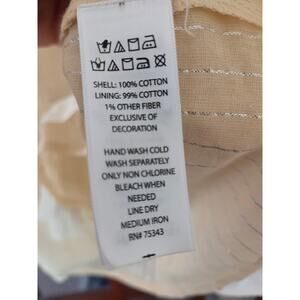 SHELL: 100% COTTON
LINING: 99% COTTON
1% OTHER FIBER
EXCLUSIVE OF
DECORATION
HAND WASH COLD
WASH SEPARATELY
ONLY NON CHLORINE
BLEACH WHEN
NEEDED
LINE DRY
MEDIUM IRON
RN# 75343